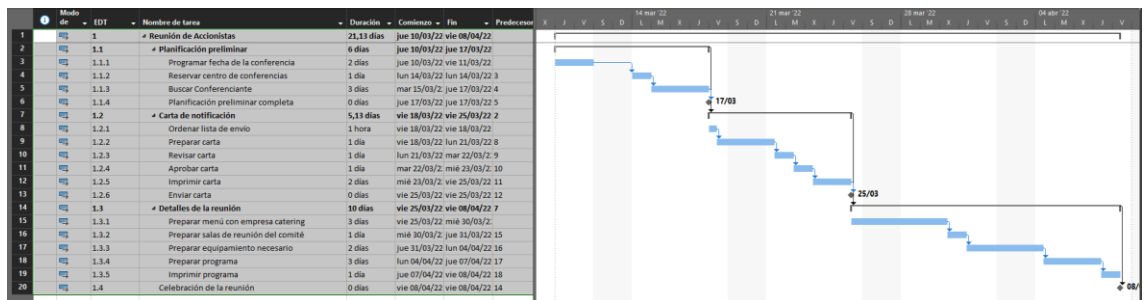 Modo de EDT Nombre de tarea Duración Comienzo Fin Predecesor
14 mar '22 21 mar '22 28 mar '22 04 abr '22
X J V S D L M X J V S D L M X J V S D L M X J V S D L M X J V
1 1 Reunión de Accionistas 21,13 días jue 10/03/22 vie 08/04/22
2 1.1 Planificación preliminar 6 días jue 10/03/22 jue 17/03/22
3 1.1.1 Programar fecha de la conferencia 2 días jue 10/03/22 vie 11/03/22
4 1.1.2 Reservar centro de conferencias 1 día lun 14/03/22 lun 14/03/22 3
5 1.1.3 Buscar Conferenciante 3 días mar 15/03/2: jue 17/03/22 4
6 1.1.4 Planificación preliminar completa 0 días jue 17/03/22 jue 17/03/22 5
17/03
7 1.2 Carta de notificación 5,13 días vie 18/03/22 vie 25/03/22 2
8 1.2.1 Ordenar lista de envío 1 hora vie 18/03/22 vie 18/03/22
9 1.2.2 Preparar carta 1 día vie 18/03/22 lun 21/03/22 8
10 1.2.3 Revisar carta 1 día lun 21/03/22 mar 22/03/2: 9
11 1.2.4 Aprobar carta 1 día mar 22/03/2: mié 23/03/2: 10
12 1.2.5 Imprimir carta 2 días mié 23/03/2: vie 25/03/22 11
13 1.2.6 Enviar carta 0 días vie 25/03/22 vie 25/03/22 12
25/03
14 1.3 Detalles de la reunión 10 días vie 25/03/22 vie 08/04/22 7
15 1.3.1 Preparar menú con empresa catering 3 días vie 25/03/22 mié 30/03/2:
16 1.3.2 Preparar salas de reunión del comité 1 día mié 30/03/2: jue 31/03/22 15
17 1.3.3 Preparar equipamiento necesario 2 días jue 31/03/22 lun 04/04/22 16
18 1.3.4 Preparar programa 3 días lun 04/04/22 jue 07/04/22 17
19 1.3.5 Imprimir programa 1 día jue 07/04/22 vie 08/04/22 18
20 1.4 Celebración de la reunión 0 días vie 08/04/22 vie 08/04/22 14
08/